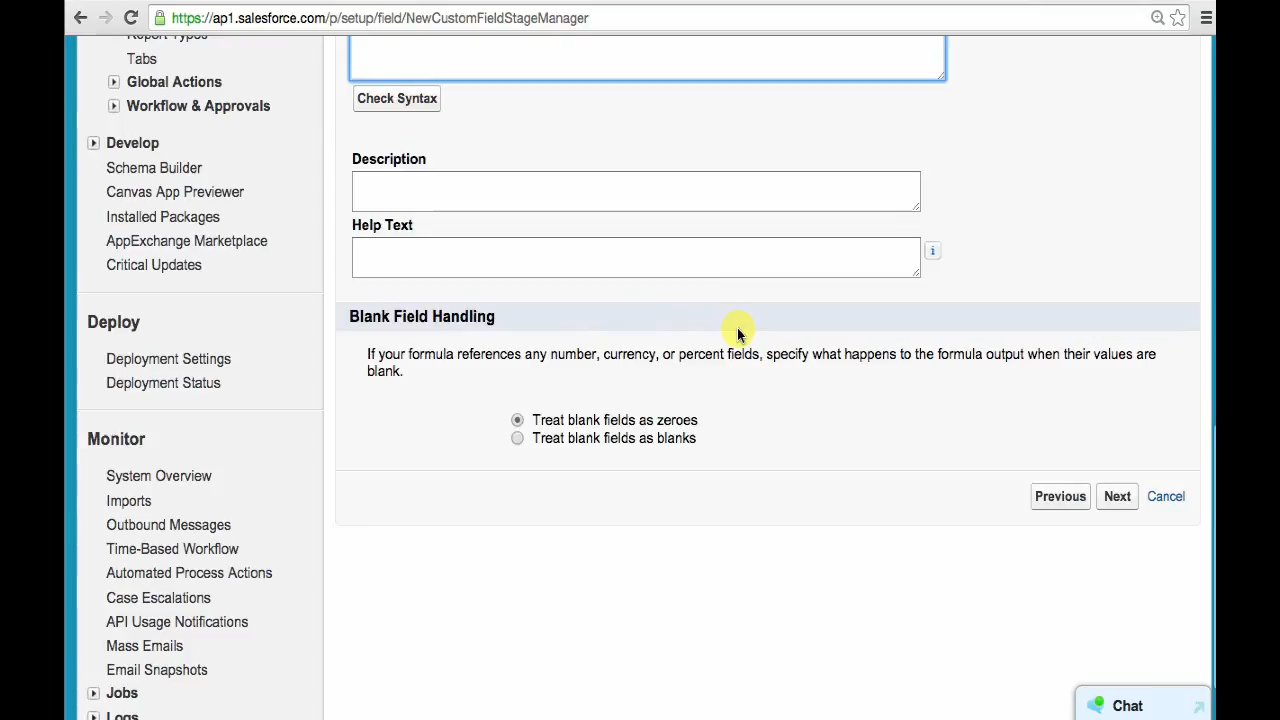 https://ap1.salesforce.com/p/setup/field/NewCustomFieldStageManager
Report Types
Tabs
Global Actions
Workflow & Approvals
Develop
Schema Builder
Canvas App Previewer
Installed Packages
AppExchange Marketplace
Critical Updates
Deploy
Deployment Settings
Deployment Status
Monitor
System Overview
Imports
Outbound Messages
Time-Based Workflow
Automated Process Actions
Case Escalations
API Usage Notifications
Mass Emails
Email Snapshots
Jobs
Logs
Check Syntax
Description
Help Text
i
Blank Field Handling
If your formula references any number, currency, or percent fields, specify what happens to the formula output when their values are
blank.
Treat blank fields as zeroes
Treat blank fields as blanks
Previous Next Cancel
Chat